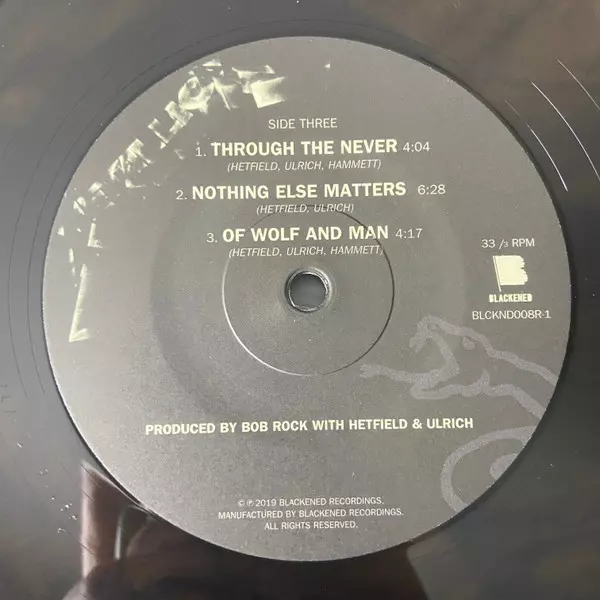 SIDE THREE
1. THROUGH THE NEVER 4:04
(HETFIELD, ULRICH, HAMMETT)
2. NOTHING ELSE MATTERS 6:28
(HETFIELD, ULRICH)
3. OF WOLF AND MAN 4:17
(HETFIELD, ULRICH, HAMMETT)
33 /3 RPM
BLACKENED
BLCKND008R-1
PRODUCED BY BOB ROCK WITH HETFIELD & ULRICH
© ℗ 2019 BLACKENED RECORDINGS.
MANUFACTURED BY BLACKENED RECORDINGS.
ALL RIGHTS RESERVED.